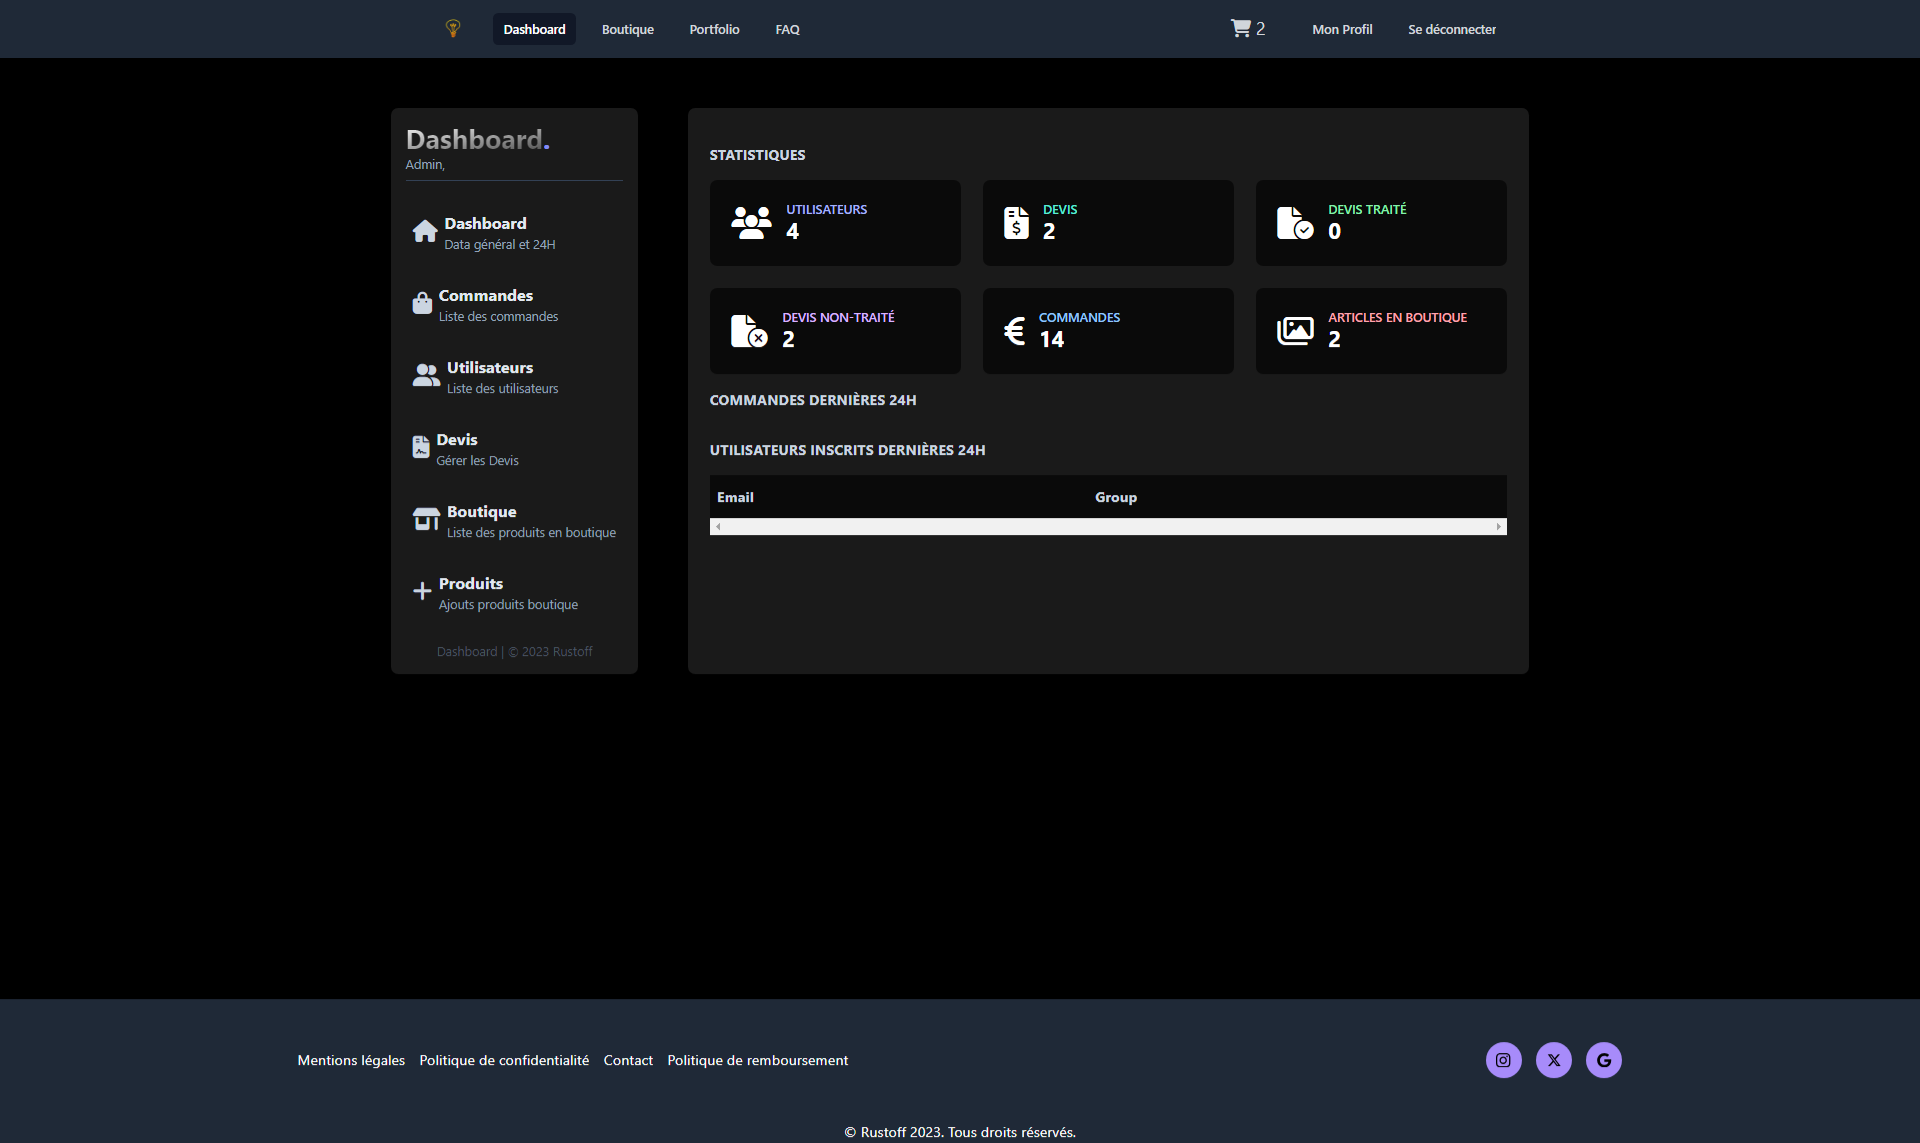 Dashboard Boutique Portfolio FAQ 2 Mon Profil Se déconnecter
Dashboard.
Admin,
Dashboard
Data général et 24H
Commandes
Liste des commandes
Utilisateurs
Liste des utilisateurs
Devis
Gérer les Devis
Boutique
Liste des produits en boutique
Produits
Ajouts produits boutique
Dashboard | © 2023 Rustoff
STATISTIQUES
UTILISATEURS
4
DEVIS
2
DEVIS TRAITÉ
0
DEVIS NON-TRAITÉ
2
COMMANDES
14
ARTICLES EN BOUTIQUE
2
COMMANDES DERNIÈRES 24H
UTILISATEURS INSCRITS DERNIÈRES 24H
Email Group
Mentions légales Politique de confidentialité Contact Politique de remboursement
© Rustoff 2023. Tous droits réservés.